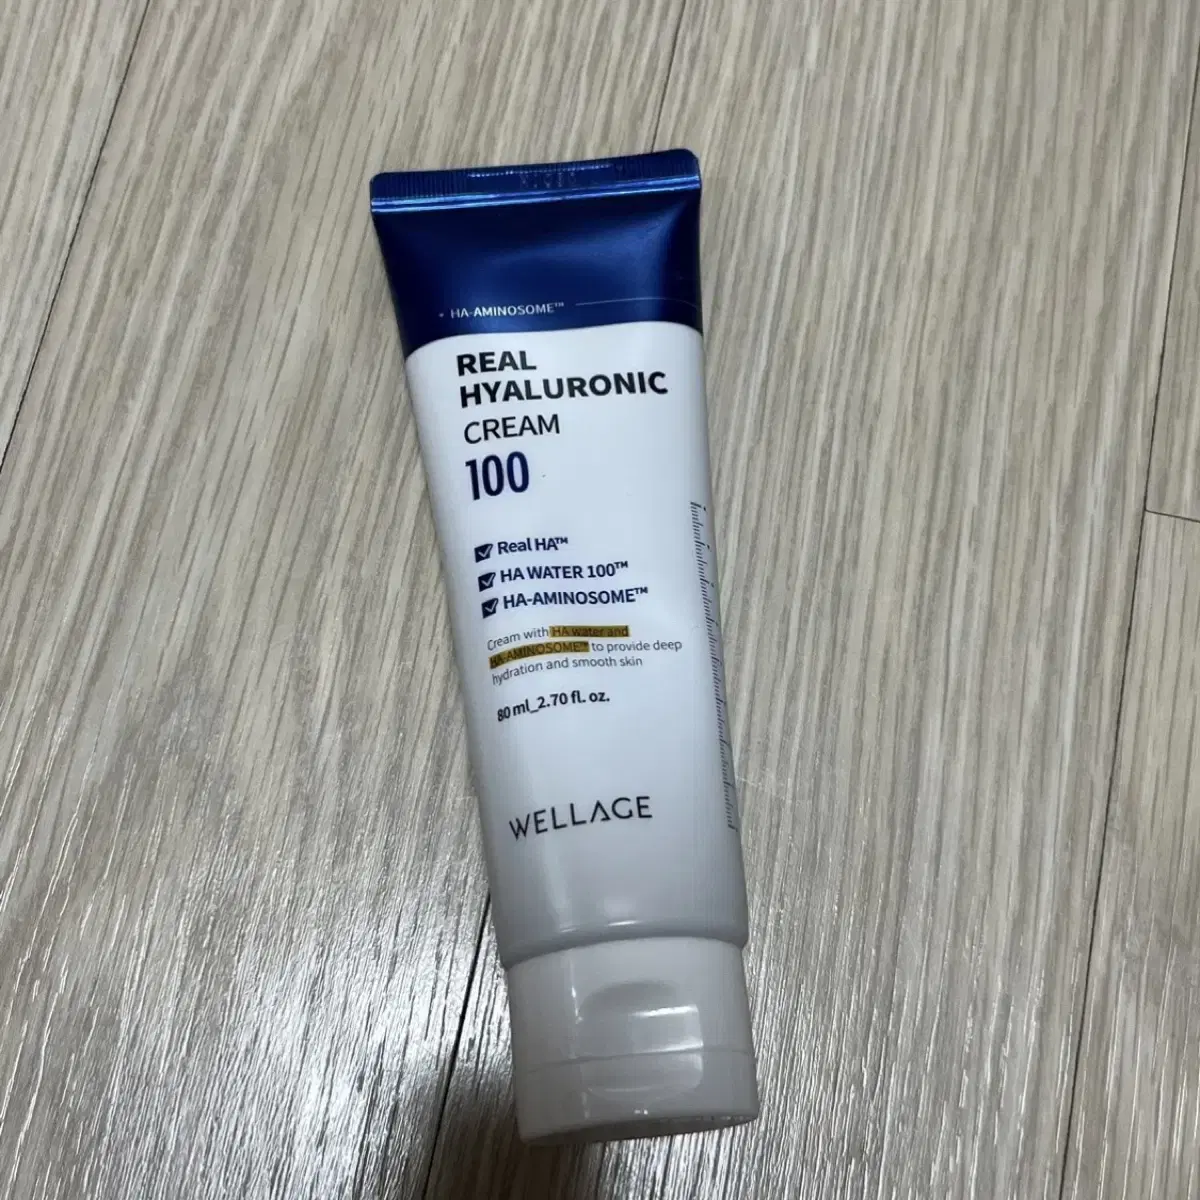 HA-AMINOSOME™
REAL
HYALURONIC
CREAM
100
Real HA™
HA WATER 100™
HA-AMINOSOME™
Cream with HA water and
HA-AMINOSOME™ to provide deep
hydration and smooth skin
80 ml_2.70 fl. oz.
WELLAGE